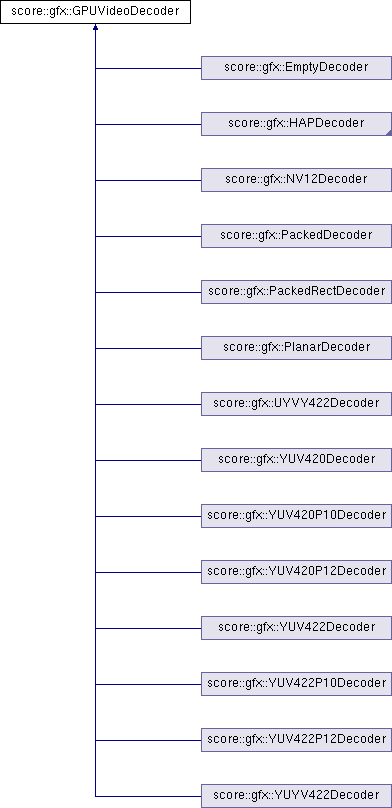 score::gfx::GPUVideoDecoder
score::gfx::EmptyDecoder
score::gfx::HAPDecoder
score::gfx::NV12Decoder
score::gfx::PackedDecoder
score::gfx::PackedRectDecoder
score::gfx::PlanarDecoder
score::gfx::UYVY422Decoder
score::gfx::YUV420Decoder
score::gfx::YUV420P10Decoder
score::gfx::YUV420P12Decoder
score::gfx::YUV422Decoder
score::gfx::YUV422P10Decoder
score::gfx::YUV422P12Decoder
score::gfx::YUYV422Decoder